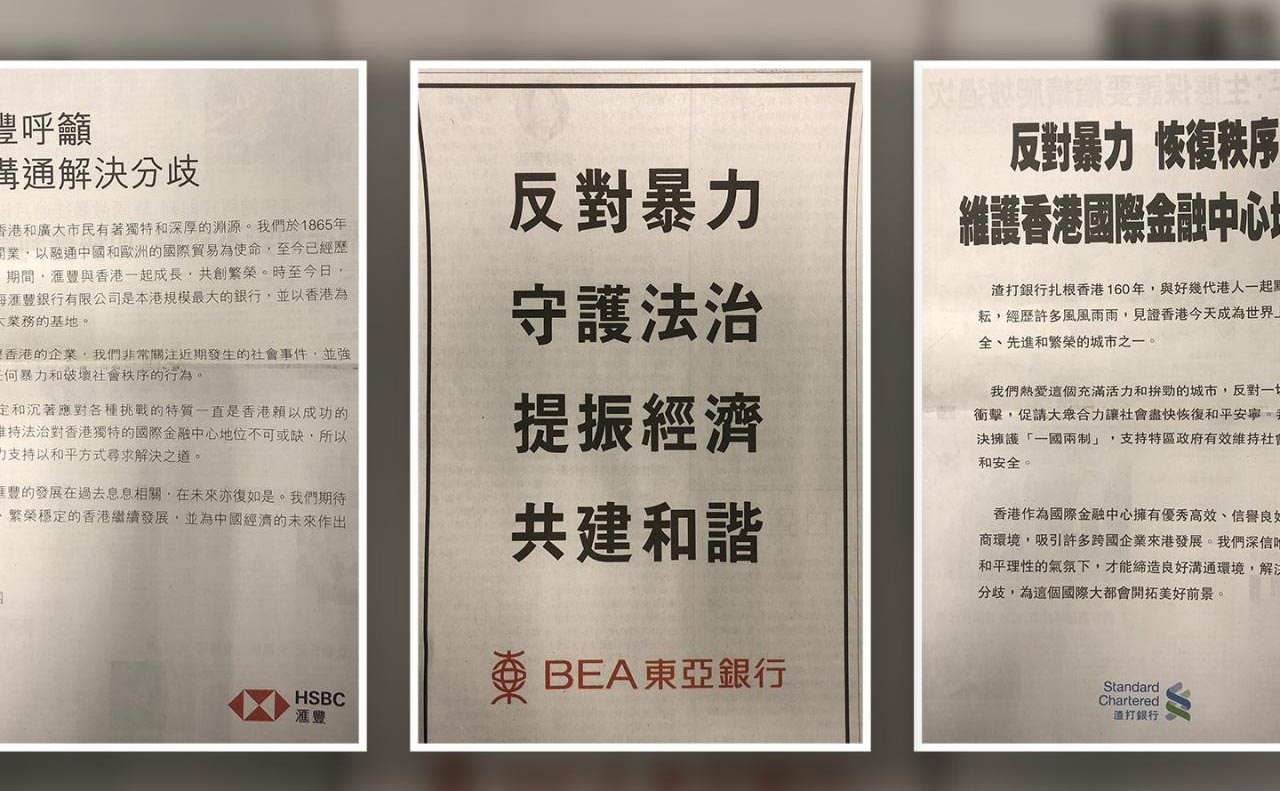 豐呼籲
溝通解決分歧
香港和廣大市民有著獨特和深厚的淵源。我們於1865年
開業，以融通中國和歐洲的國際貿易為使命，至今已經歷
期間，滙豐與香港一起成長，共創繁榮。時至今日，
海滙豐銀行有限公司是本港規模最大的銀行，並以香港為
業務的基地。
香港的企業，我們非常關注近期發生的社會事件，並強
任何暴力和破壞社會秩序的行為。
定和沉著應對各種挑戰的特質一直是香港賴以成功的
維持法治對香港獨特的國際金融中心地位不可或缺，所以
力支持以和平方式尋求解決之道。
滙豐的發展在過去息息相關，在未來亦復如是。我們期待
、繁榮穩定的香港繼續發展，並為中國經濟的未來作出
HSBC
滙豐
反對暴力
守護法治
提振經濟
共建和諧
BEA東亞銀行
反對暴力 恢復秩序
維護香港國際金融中心地
渣打銀行扎根香港160年，與好幾代港人一起
耘，經歷許多風風雨雨，見證香港今天成為世界上
全、先進和繁榮的城市之一。
我們熱愛這個充滿活力和拚勁的城市，反對一切
衝擊，促請大眾合力讓社會盡快恢復和平安寧。
決擁護「一國兩制」，支持特區政府有效維持社會
和安全。
香港作為國際金融中心擁有優秀高效、信譽良好
商環境，吸引許多跨國企業來港發展。我們深信唯
和平理性的氣氛下，才能締造良好溝通環境，解決
分歧，為這個國際大都會開拓美好前景。
Standard
Chartered
渣打銀行